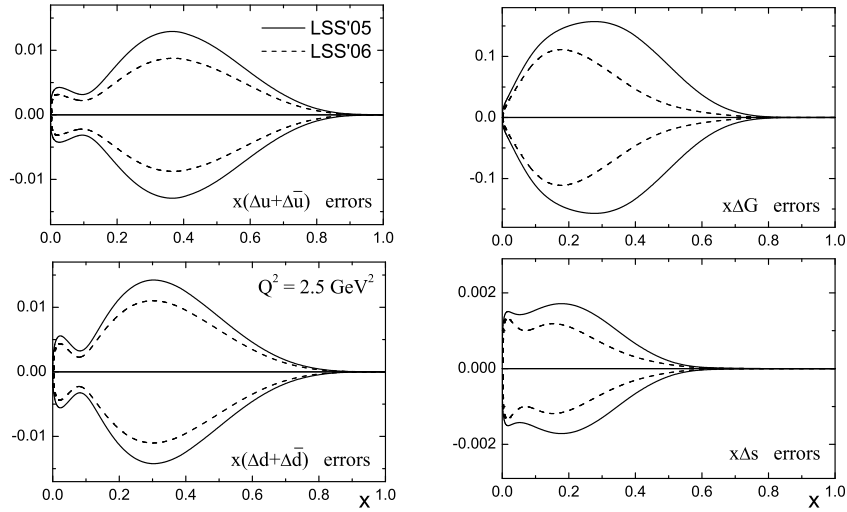 0.01
0.00
-0.01
LSS'05
LSS'06
x(Δu+Δū) errors
0.0 0.2 0.4 0.6 0.8 1.0
0.1
0.0
-0.1
xΔG errors
0.0 0.2 0.4 0.6 0.8 1.0
0.01
0.00
-0.01
Q² = 2.5 GeV²
x(Δd+Δd̄) errors
0.0 0.2 0.4 0.6 0.8 1.0
x
0.002
0.000
-0.002
xΔs errors
0.0 0.2 0.4 0.6 0.8 1.0
x